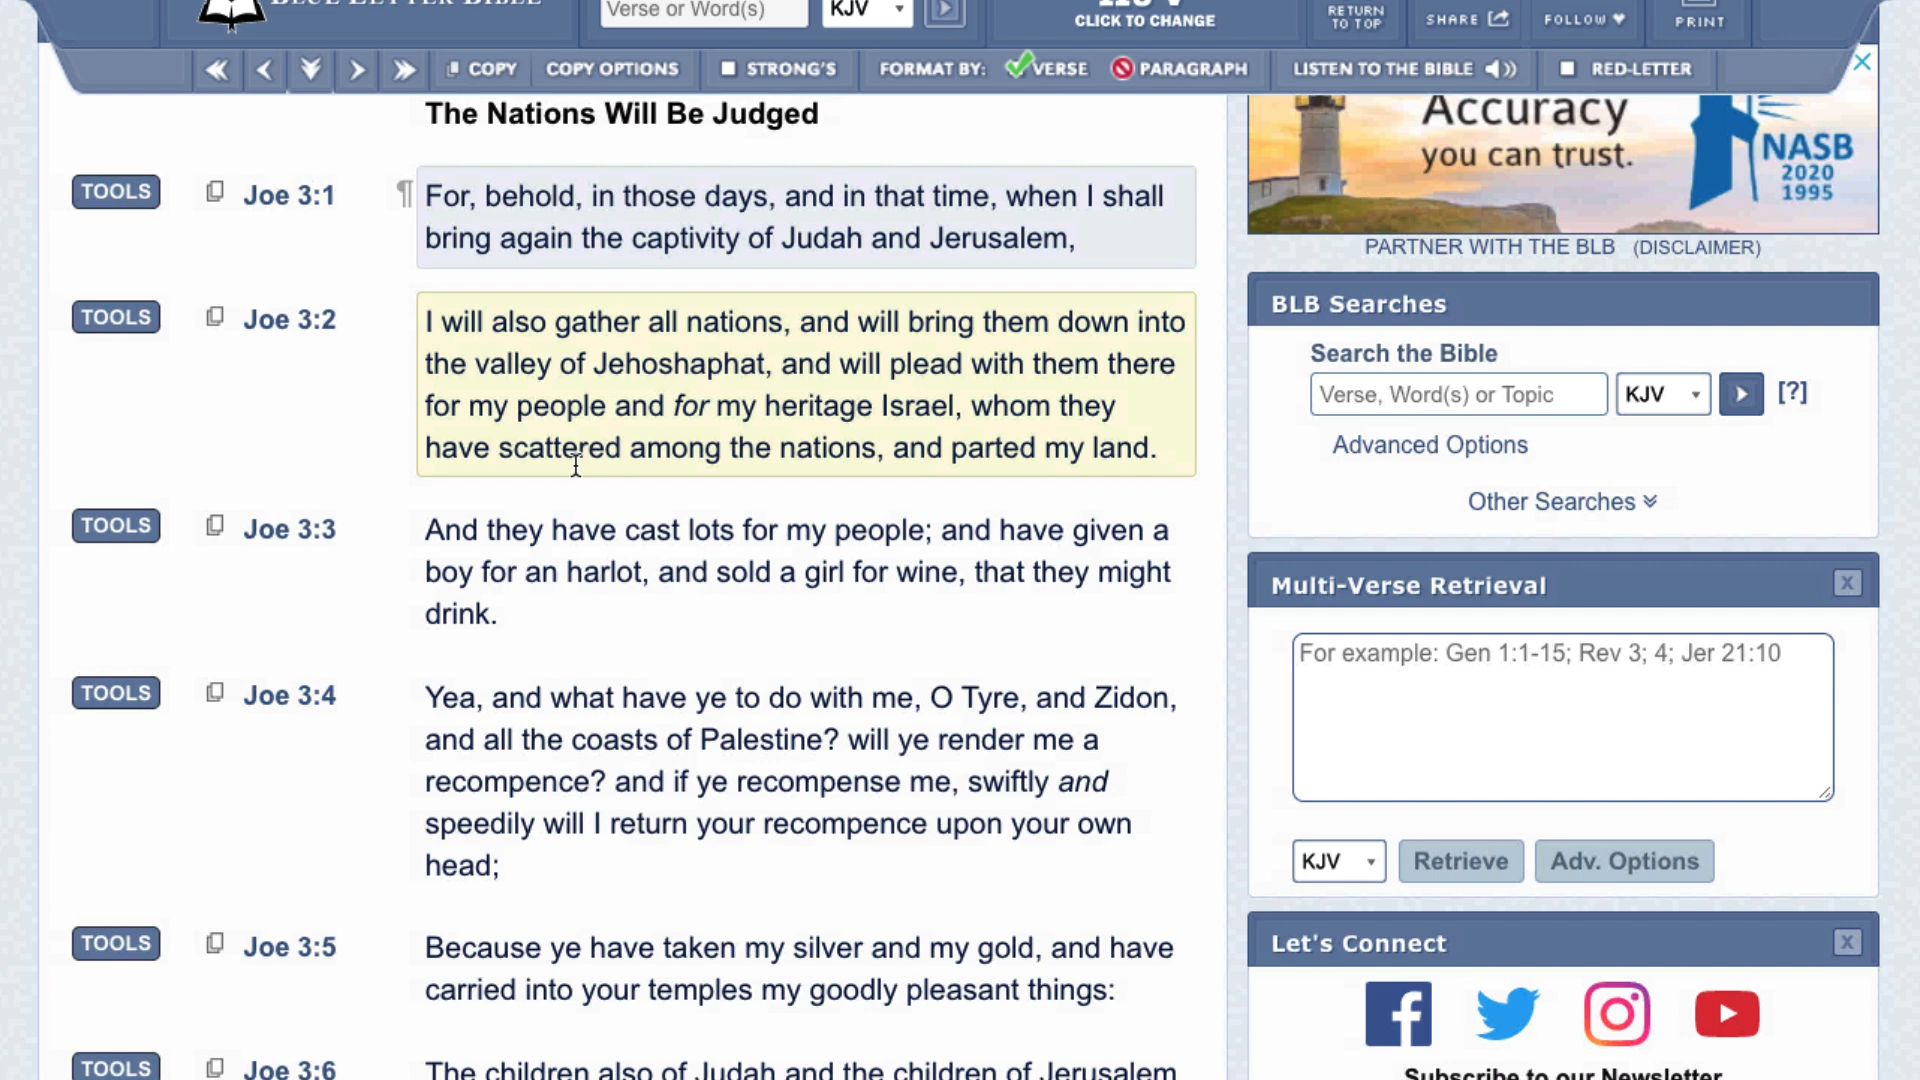 BLUE LETTER BIBLE
Verse or Word(s)
KJV
CLICK TO CHANGE
RETURN
TO TOP
SHARE
FOLLOW
PRINT
COPY
COPY OPTIONS
STRONG'S
FORMAT BY:
VERSE
PARAGRAPH
LISTEN TO THE BIBLE
RED-LETTER
The Nations Will Be Judged
TOOLS
Joe 3:1
¶ For, behold, in those days, and in that time, when I shall
bring again the captivity of Judah and Jerusalem,
TOOLS
Joe 3:2
I will also gather all nations, and will bring them down into
the valley of Jehoshaphat, and will plead with them there
for my people and for my heritage Israel, whom they
have scattered among the nations, and parted my land.
TOOLS
Joe 3:3
And they have cast lots for my people; and have given a
boy for an harlot, and sold a girl for wine, that they might
drink.
TOOLS
Joe 3:4
Yea, and what have ye to do with me, O Tyre, and Zidon,
and all the coasts of Palestine? will ye render me a
recompence? and if ye recompense me, swiftly and
speedily will I return your recompence upon your own
head;
TOOLS
Joe 3:5
Because ye have taken my silver and my gold, and have
carried into your temples my goodly pleasant things:
TOOLS
Joe 3:6
The children also of Judah and the children of Jerusalem
Accuracy
you can trust.
NASB
2020
1995
PARTNER WITH THE BLB (DISCLAIMER)
BLB Searches
Search the Bible
Verse, Word(s) or Topic
KJV
[?]
Advanced Options
Other Searches
Multi-Verse Retrieval
X
For example: Gen 1:1-15; Rev 3; 4; Jer 21:10
KJV
Retrieve
Adv. Options
Let's Connect
X
Subscribe to our Newsletter